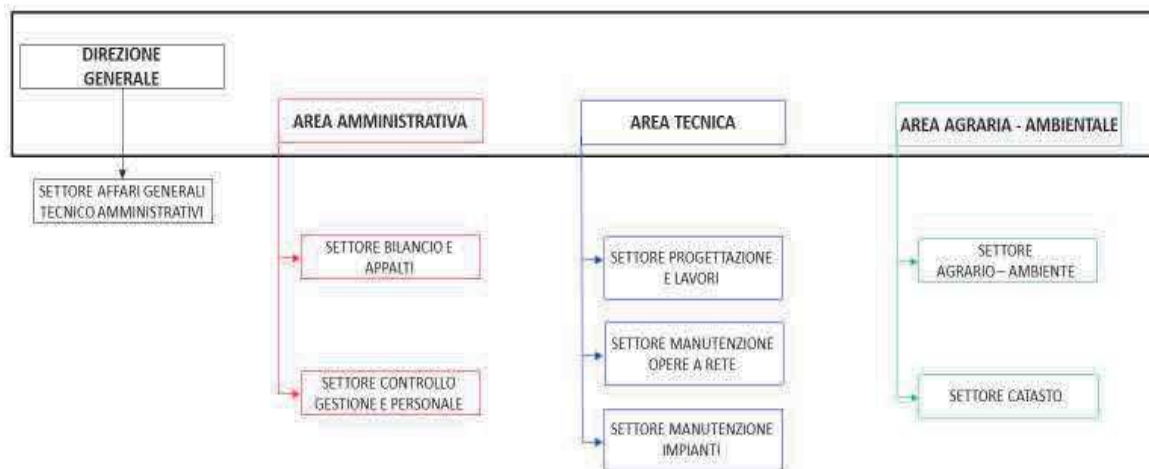 DIREZIONE
GENERALE
SETTORE AFFARI GENERALI
TECNICO AMMINISTRATIVI
AREA AMMINISTRATIVA
SETTORE BILANCIO E
APPALTI
SETTORE CONTROLLO
GESTIONE E PERSONALE
AREA TECNICA
SETTORE PROGETTAZIONE
E LAVORI
SETTORE MANUTENZIONE
OPERE A RETE
SETTORE MANUTENZIONE
IMPIANTI
AREA AGRARIA - AMBIENTALE
SETTORE
AGRARIO – AMBIENTE
SETTORE CATASTO